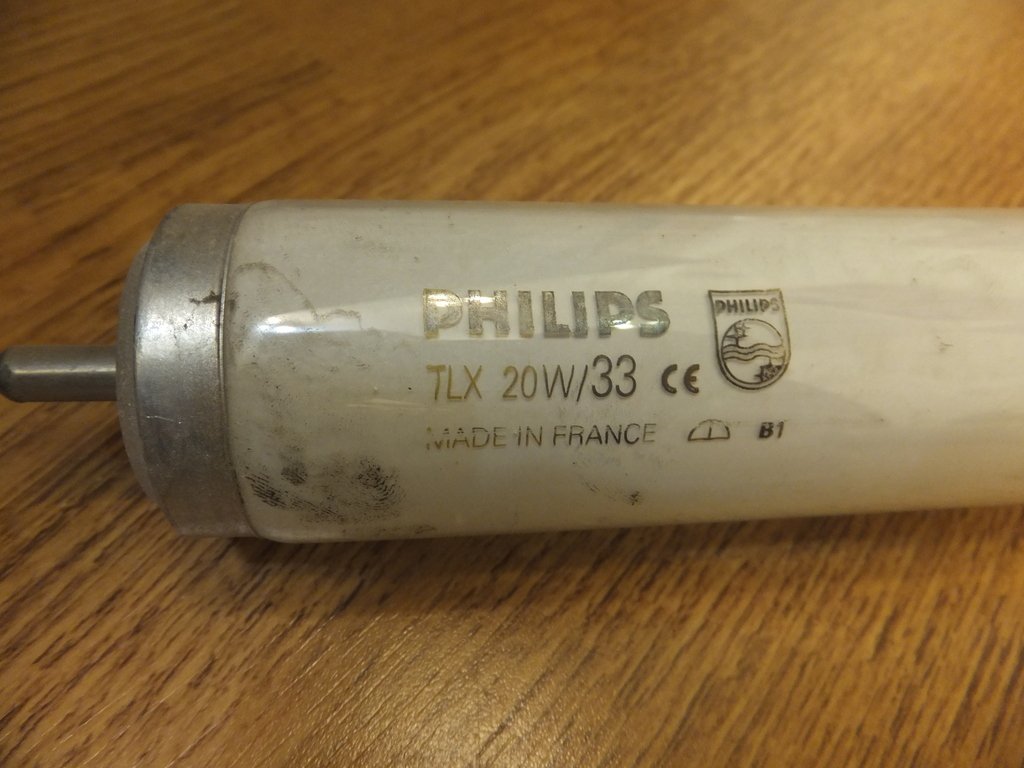 PHILIPS
PHILIPS
TLX 20W/33 CE
MADE IN FRANCE B1